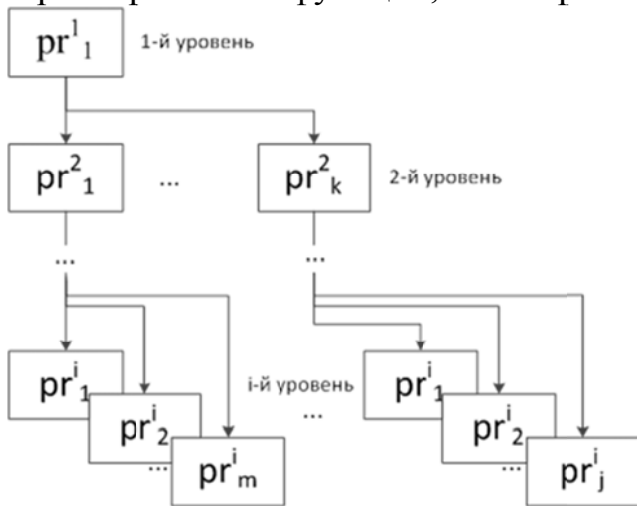 pr¹₁ 1-й уровень
pr²₁ ... pr²ₖ 2-й уровень
... ...
prⁱ₁ i-й уровень prⁱ₁
prⁱ₂ ... prⁱ₂
... prⁱₘ ... prⁱⱼ